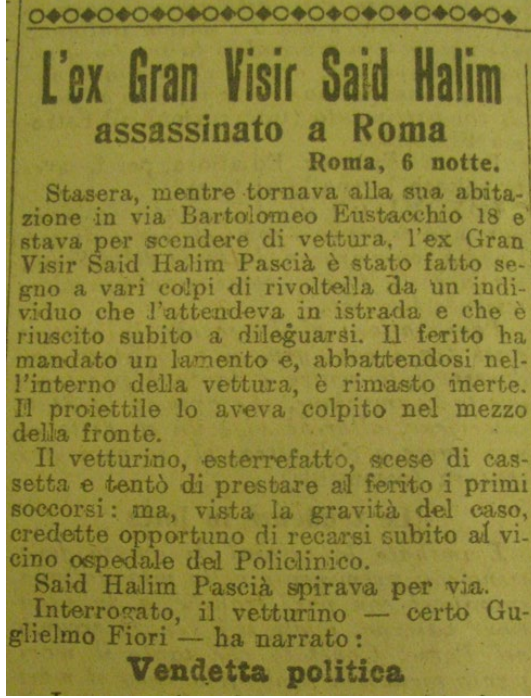 L'ex Gran Visir Said Halim
assassinato a Roma
Roma, 6 notte.
Stasera, mentre tornava alla sua abita-
zione in via Bartolomeo Eustacchio 18 e
stava per scendere di vettura, l'ex Gran
Visir Said Halim Pascià è stato fatto se-
gno a vari colpi di rivoltella da un indi-
viduo che l'attendeva in istrada e che è
riuscito subito a dileguarsi. Il ferito ha
mandato un lamento e, abbattendosi nel-
l'interno della vettura, è rimasto inerte.
Il proiettile lo aveva colpito nel mezzo
della fronte.
Il vetturino, esterrefatto, scese di cas-
setta e tentò di prestare al ferito i primi
soccorsi: ma, vista la gravità del caso,
credette opportuno di recarsi subito al vi-
cino ospedale del Policlinico.
Said Halim Pascià spirava per via.
Interrogato, il vetturino — certo Gu-
glielmo Fiori — ha narrato:
Vendetta politica